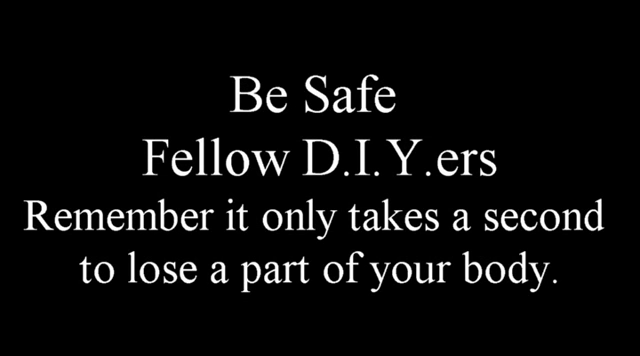 Be Safe
Fellow D.I.Y.ers
Remember it only takes a second
to lose a part of your body.